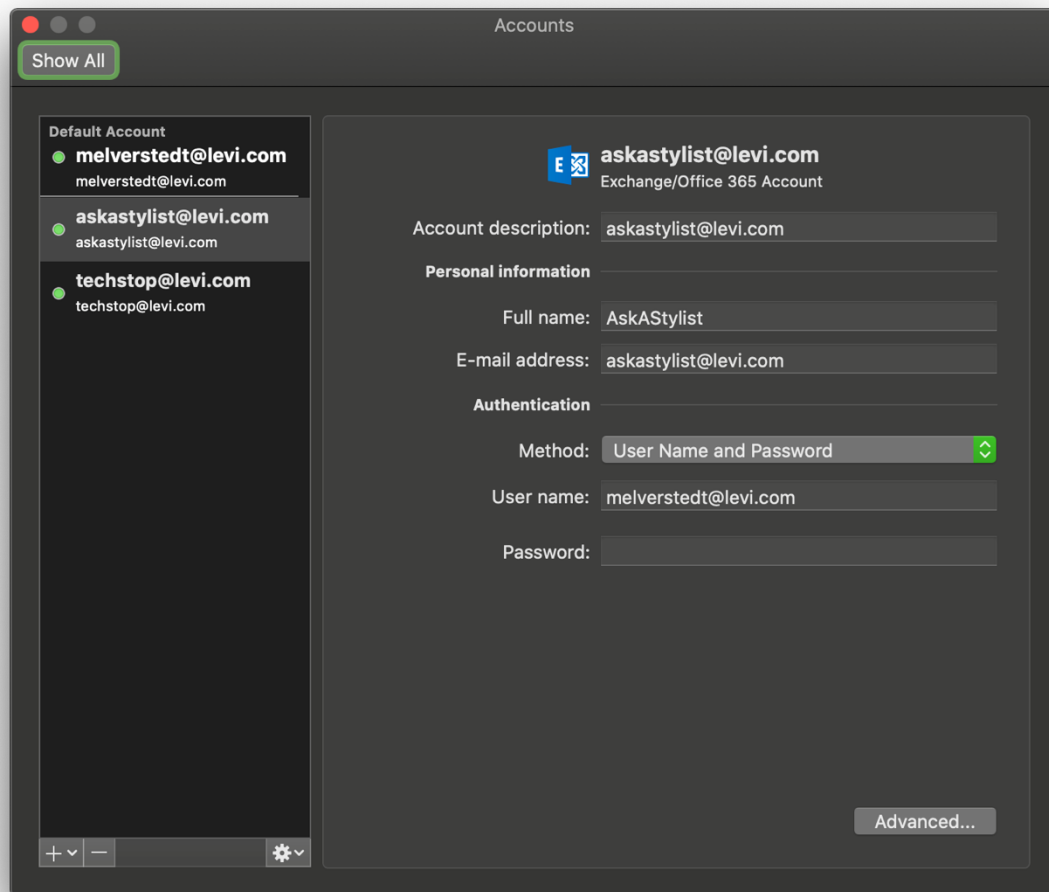 Accounts
Show All
Default Account
melverstedt@levi.com
melverstedt@levi.com
askastylist@levi.com
askastylist@levi.com
techstop@levi.com
techstop@levi.com
E
askastylist@levi.com
Exchange/Office 365 Account
Account description: askastylist@levi.com
Personal information
Full name: AskAStylist
E-mail address: askastylist@levi.com
Authentication
Method: User Name and Password
User name: melverstedt@levi.com
Password:
Advanced...